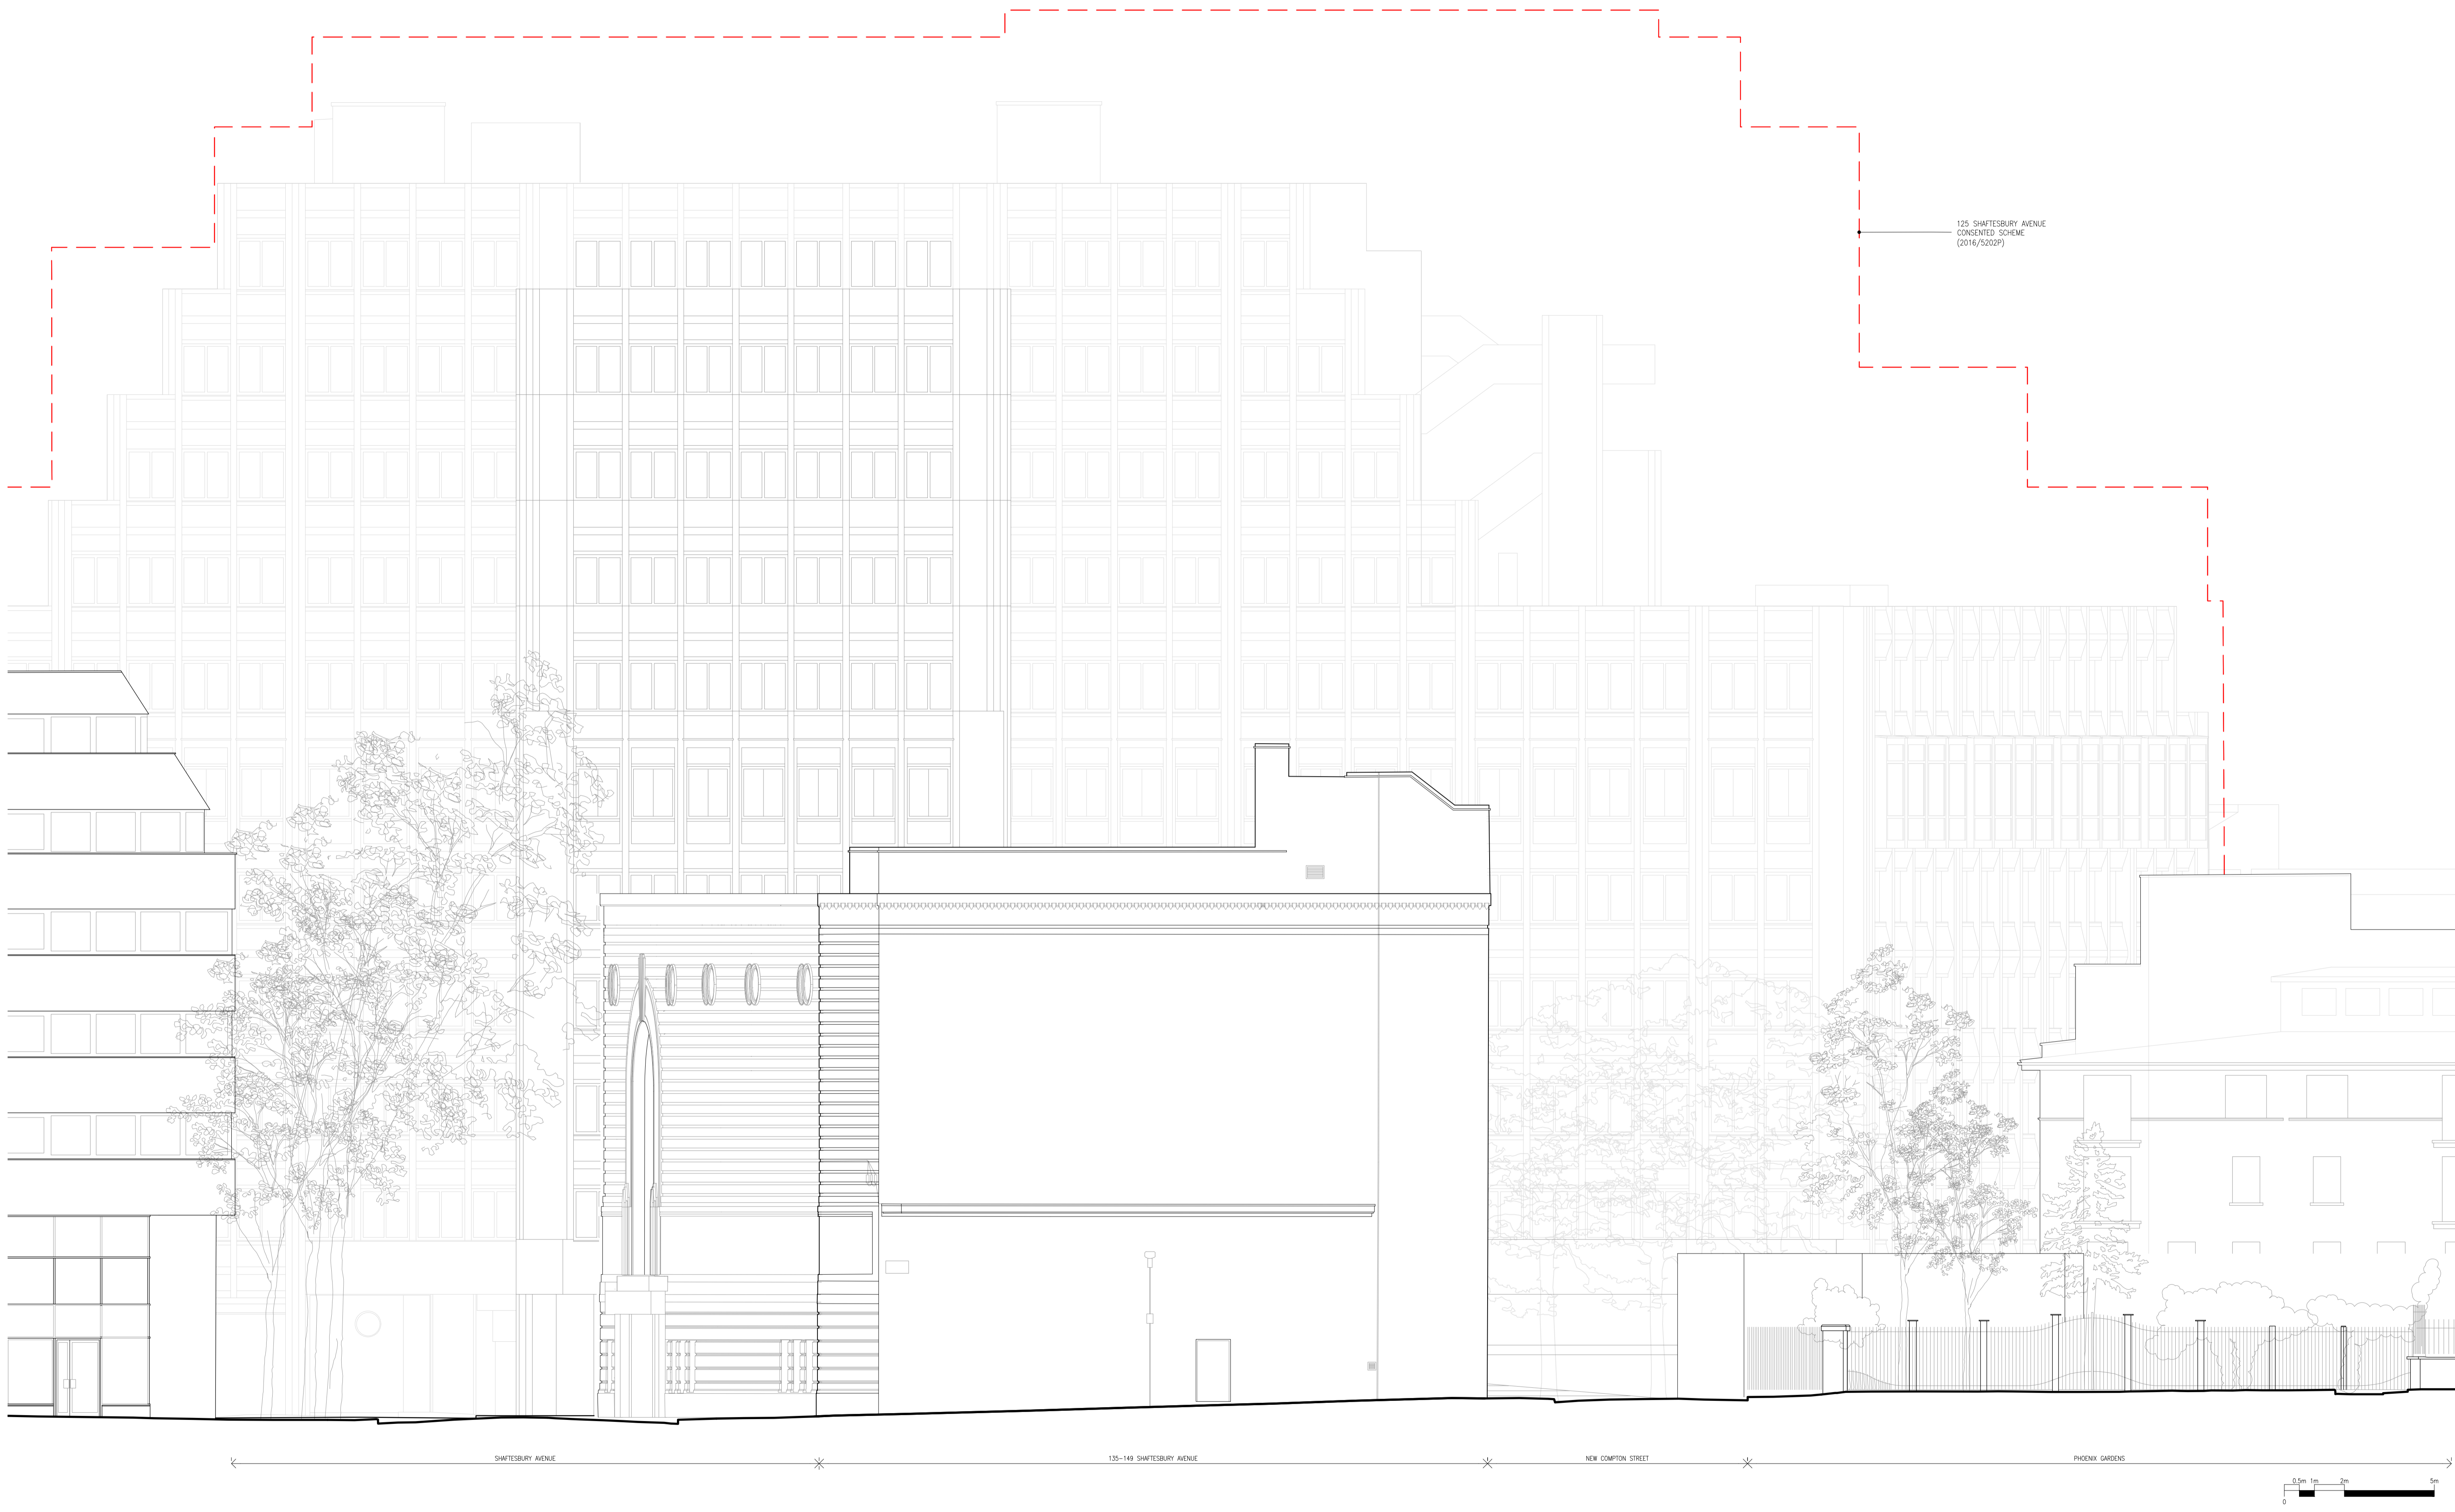 125 SHAFTESBURY AVENUE
CONSENTED SCHEME
(2016/5202P)
SHAFTESBURY AVENUE
135-149 SHAFTESBURY AVENUE
NEW COMPTON STREET
PHOENIX GARDENS
0.5m 1m 2m 5m
0